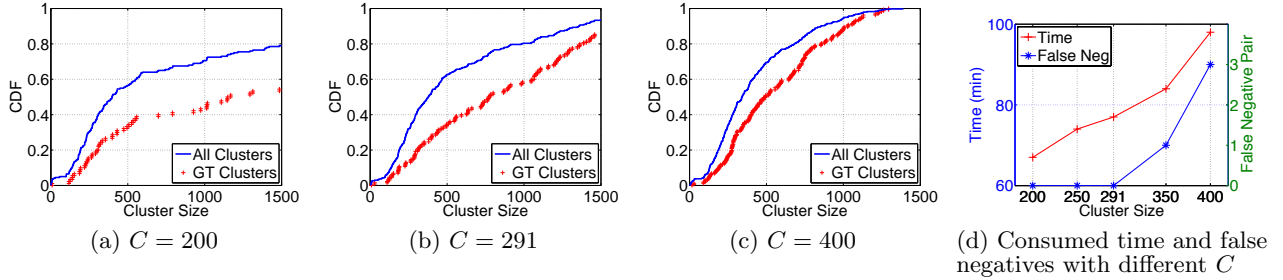 1
0.8
0.6
0.4
0.2
0
CDF
0 500 1000 1500
Cluster Size
All Clusters
GT Clusters
(a) C = 200
1
0.8
0.6
0.4
0.2
0
CDF
0 500 1000 1500
Cluster Size
All Clusters
GT Clusters
(b) C = 291
1
0.8
0.6
0.4
0.2
0
CDF
0 500 1000 1500
Cluster Size
All Clusters
GT Clusters
(c) C = 400
100
80
60
Time (min)
Time
False Neg
4
3
2
1
0
False Negative Pair
200 250 291 350 400
Cluster Size
(d) Consumed time and false
negatives with different C